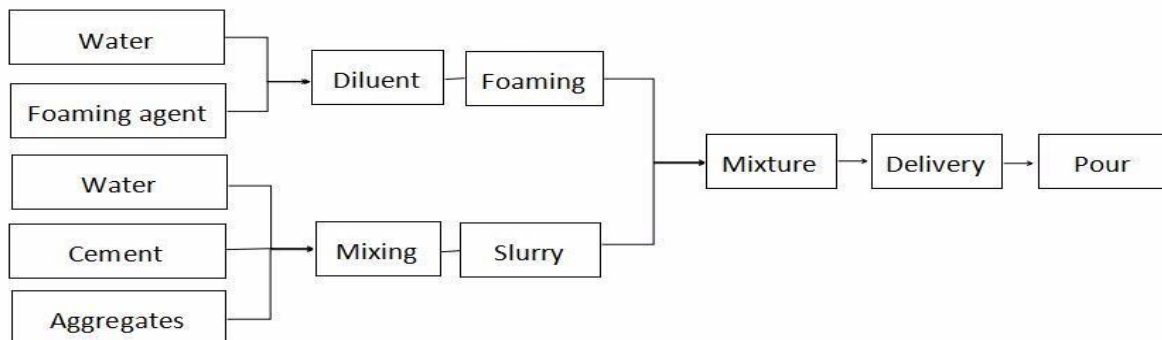 Water
Foaming agent
Diluent
Foaming
Water
Cement
Aggregates
Mixing
Slurry
Mixture
Delivery
Pour